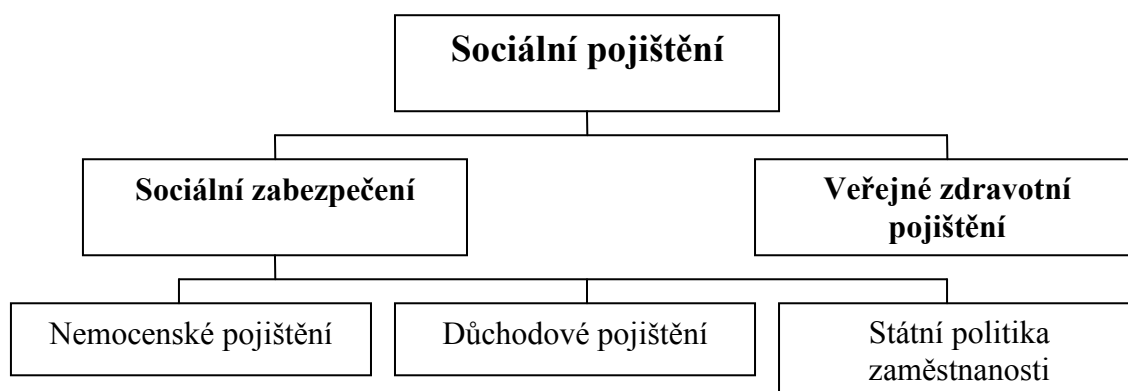 Sociální pojištění
Sociální zabezpečení
Veřejné zdravotní
pojištění
Nemocenské pojištění
Důchodové pojištění
Státní politika
zaměstnanosti